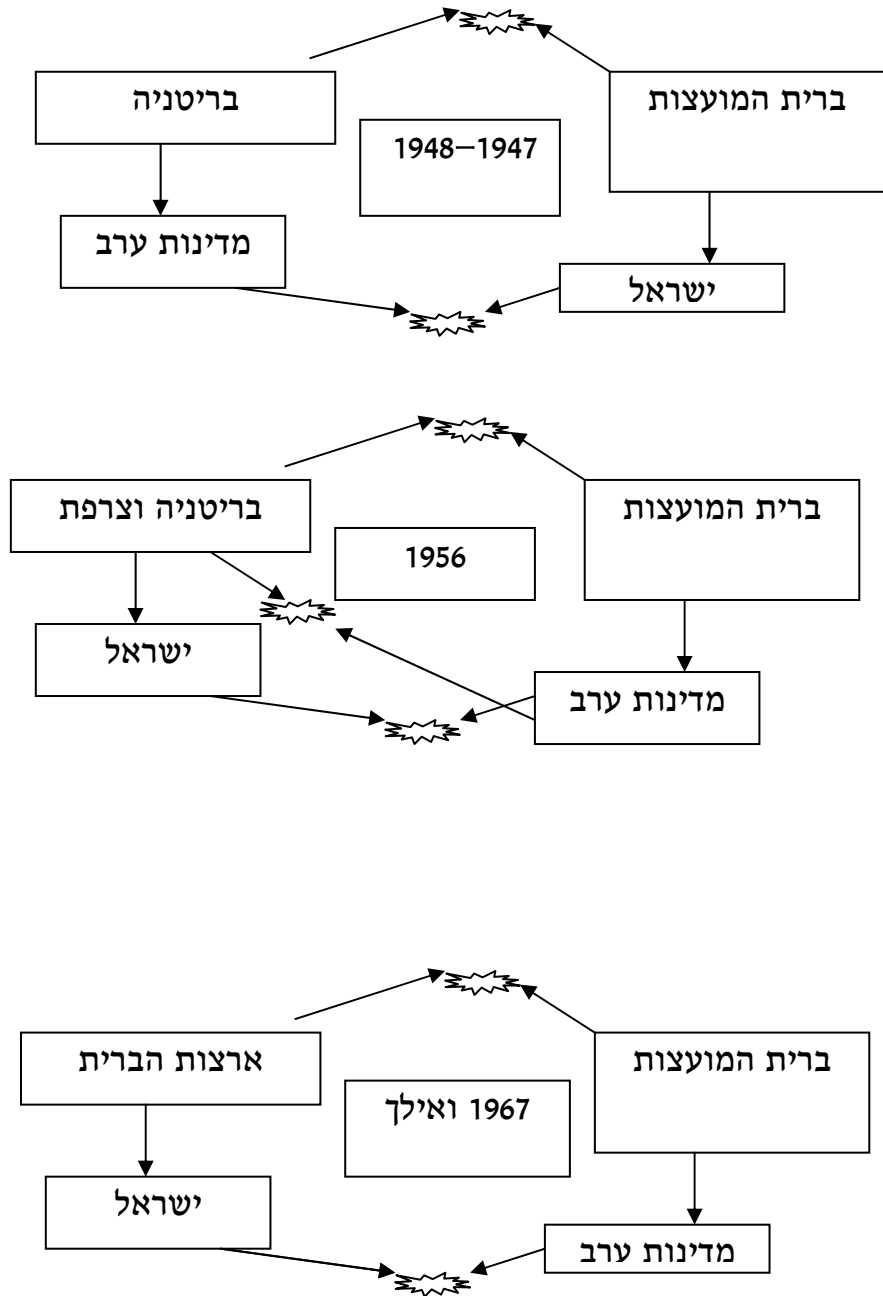 ברית המועצות
בריטניה
1948–1947
מדינות ערב
ישראל
ברית המועצות
בריטניה וצרפת
1956
ישראל
מדינות ערב
ברית המועצות
ארצות הברית
1967 ואילך
ישראל
מדינות ערב